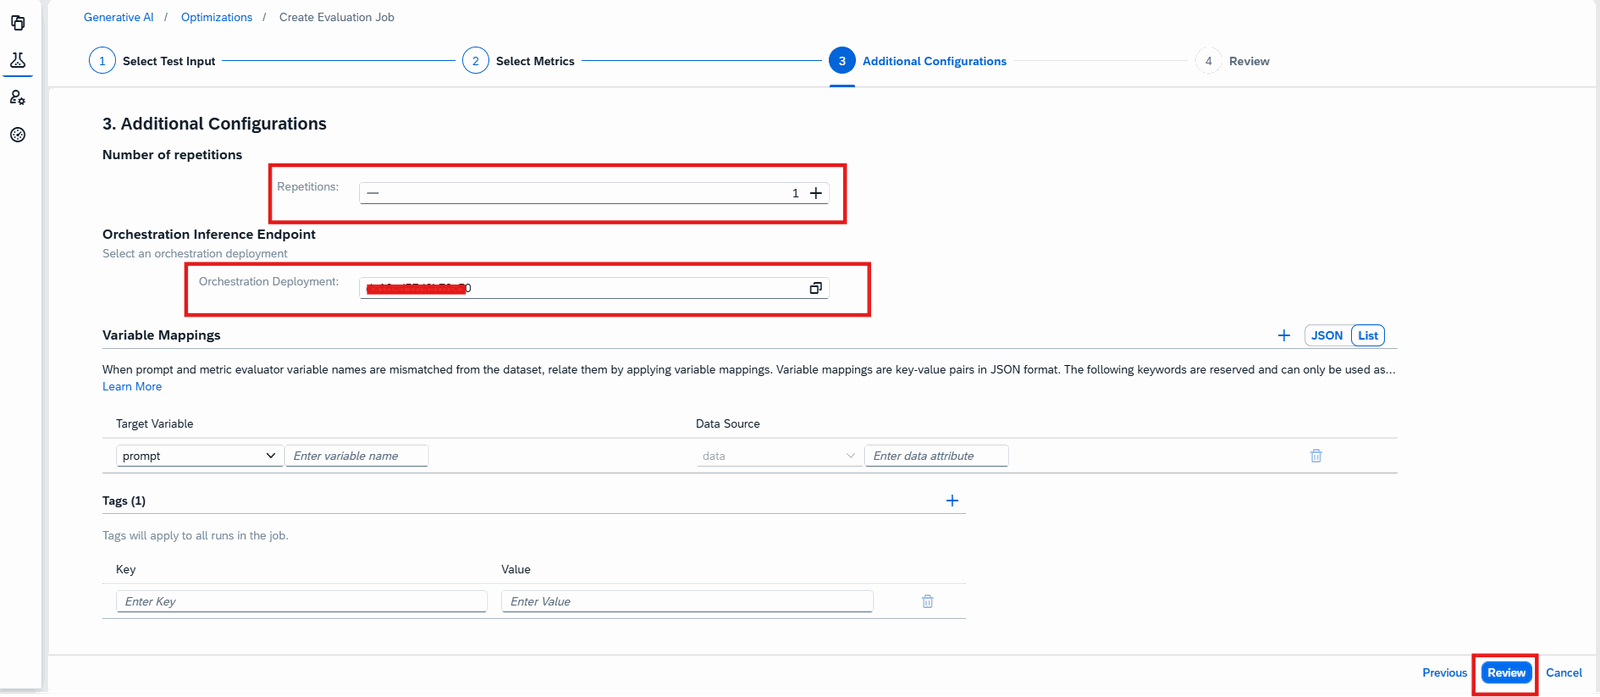 Generative AI / Optimizations / Create Evaluation Job
1 Select Test Input 2 Select Metrics 3 Additional Configurations 4 Review
3. Additional Configurations
Number of repetitions
Repetitions: 1
Orchestration Inference Endpoint
Select an orchestration deployment
Orchestration Deployment:
Variable Mappings JSON List
When prompt and metric evaluator variable names are mismatched from the dataset, relate them by applying variable mappings. Variable mappings are key-value pairs in JSON format. The following keywords are reserved and can only be used as...
Learn More
Target Variable Data Source
prompt Enter variable name data Enter data attribute
Tags (1)
Tags will apply to all runs in the job.
Key Value
Enter Key Enter Value
Previous Review Cancel